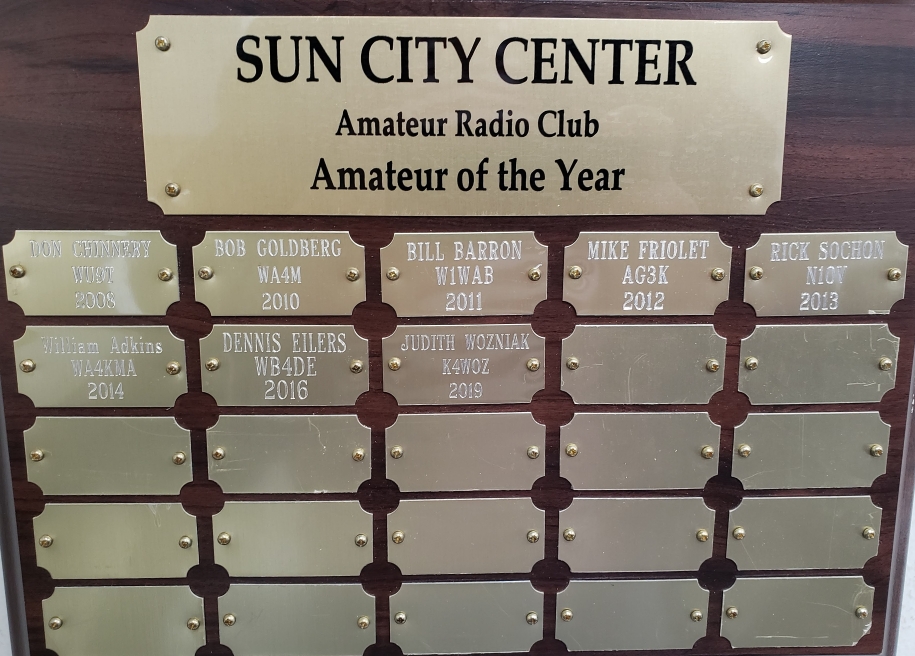 SUN CITY CENTER
Amateur Radio Club
Amateur of the Year
DON CHINNERY
2008
BOB GOLDBERG
WA4M
2010
BILL BARRON
W1WAB
2011
MIKE FRIOLET
AG3K
2012
RICK SOCHON
N1OV
2013
William Adkins
WA4KMA
2014
DENNIS EILERS
WB4DE
2016
JUDITH WOZNIAK
K4WOZ
2019